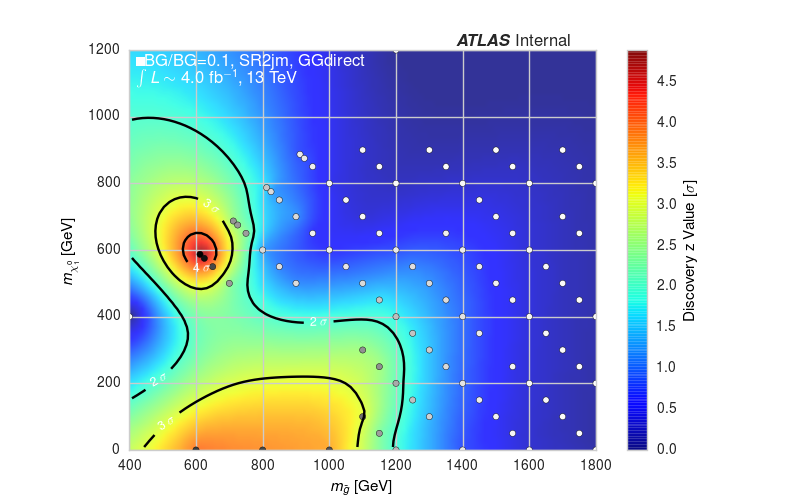 ATLAS Internal
BG/BG=0.1, SR2jm, GGdirect
∫ L ∼ 4.0 fb⁻¹, 13 TeV
1200
1000
800
600
400
200
0
400
600
800
1000
1200
1400
1600
1800
m_g̃ [GeV]
m_χ̃₁⁰ [GeV]
3 σ
4 σ
2 σ
2 σ
3 σ
4.5
4.0
3.5
3.0
2.5
2.0
1.5
1.0
0.5
0.0
Discovery z Value [σ]